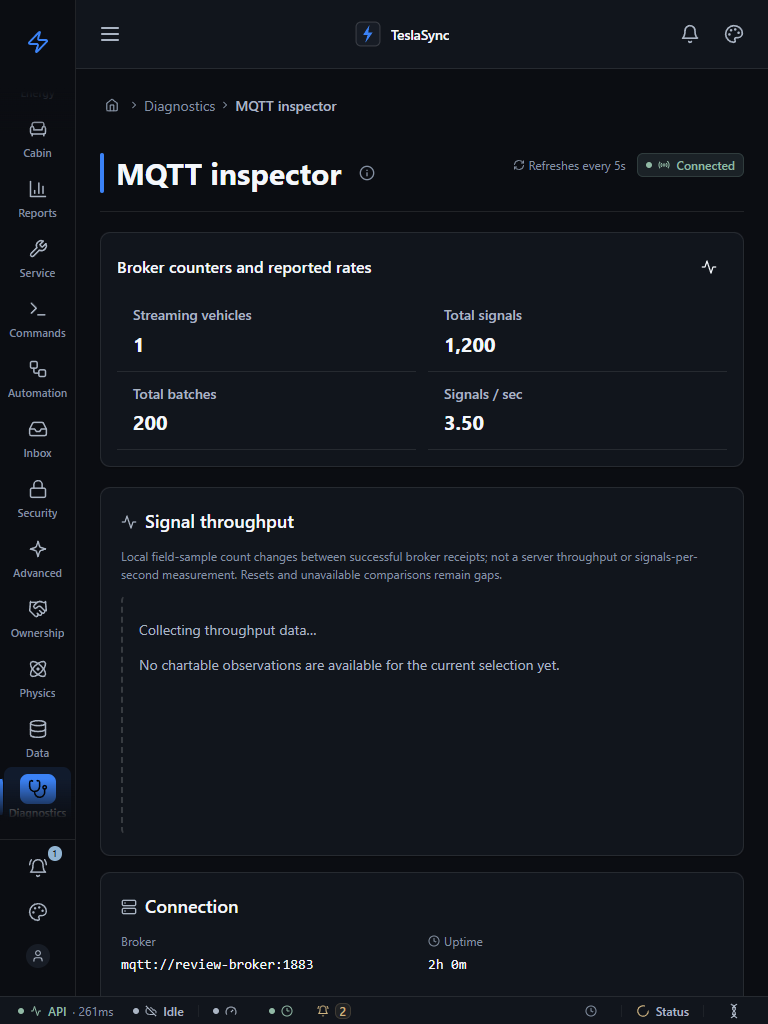 TeslaSync
Energy
Cabin
Reports
Service
Commands
Automation
Inbox
Security
Advanced
Ownership
Physics
Data
Diagnostics
1
Diagnostics > MQTT inspector
MQTT inspector
Refreshes every 5s
Connected
Broker counters and reported rates
Streaming vehicles
1
Total signals
1,200
Total batches
200
Signals / sec
3.50
Signal throughput
Local field-sample count changes between successful broker receipts; not a server throughput or signals-per-
second measurement. Resets and unavailable comparisons remain gaps.
Collecting throughput data...
No chartable observations are available for the current selection yet.
Connection
Broker
mqtt://review-broker:1883
Uptime
2h 0m
API · 261ms
Idle
2
Status